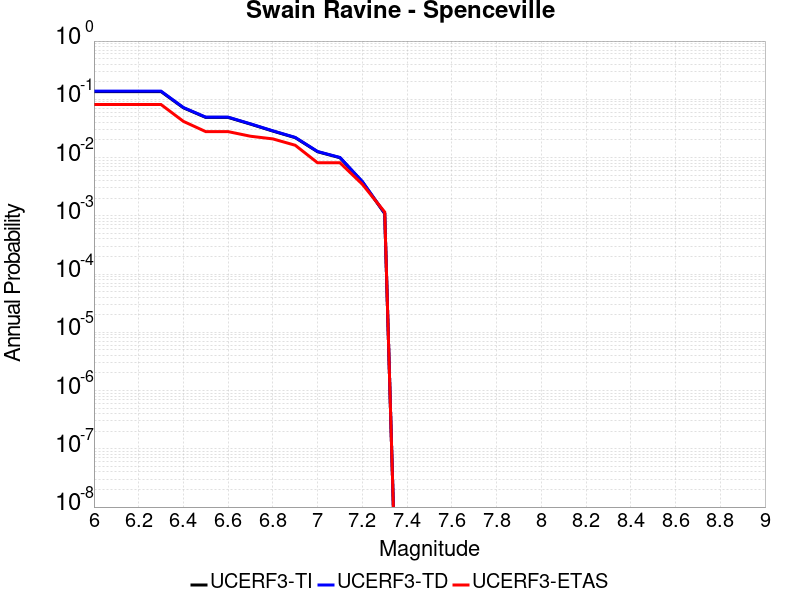 Swain Ravine - Spenceville
10^0
10^-1
10^-2
10^-3
10^-4
10^-5
10^-6
10^-7
10^-8
Annual Probability
6 6.2 6.4 6.6 6.8 7 7.2 7.4 7.6 7.8 8 8.2 8.4 8.6 8.8 9
Magnitude
UCERF3-TI UCERF3-TD UCERF3-ETAS